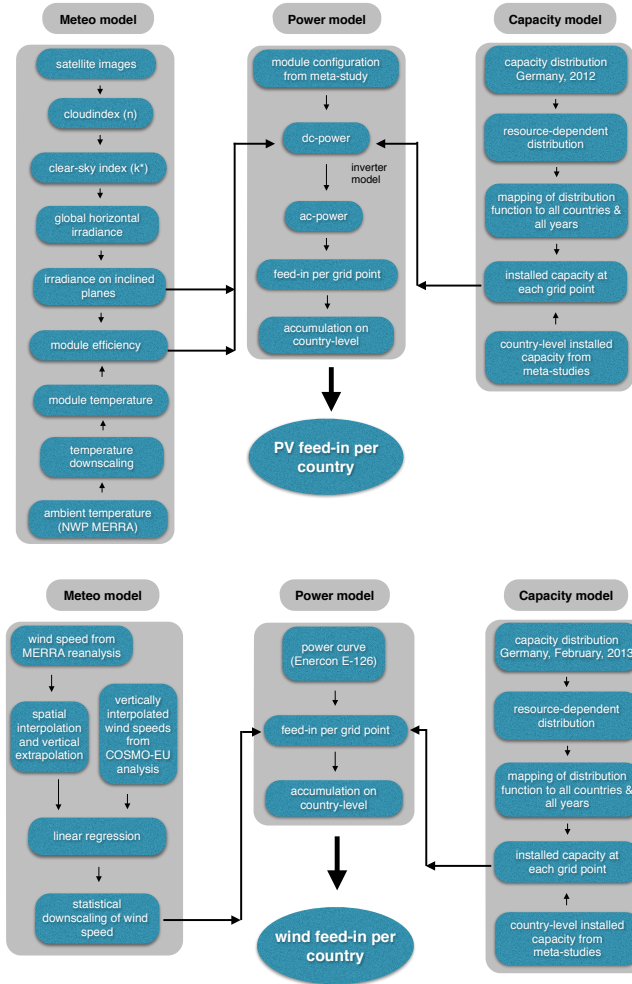 Meteo model
satellite images
cloudindex (n)
clear-sky index (k*)
global horizontal
irradiance
irradiance on inclined
planes
module efficiency
module temperature
temperature
downscaling
ambient temperature
(NWP MERRA)
Power model
module configuration
from meta-study
dc-power
inverter
model
ac-power
feed-in per grid point
accumulation on
country-level
PV feed-in per
country
Capacity model
capacity distribution
Germany, 2012
resource-dependent
distribution
mapping of distribution
function to all countries &
all years
installed capacity at
each grid point
country-level installed
capacity from
meta-studies
Meteo model
wind speed from
MERRA reanalysis
spatial
interpolation
and vertical
extrapolation
vertically
interpolated
wind speeds
from
COSMO-EU
analysis
linear regression
statistical
downscaling of wind
speed
Power model
power curve
(Enercon E-126)
feed-in per grid point
accumulation on
country-level
wind feed-in per
country
Capacity model
capacity distribution
Germany, February, 2013
resource-dependent
distribution
mapping of distribution
function to all countries &
all years
installed capacity at
each grid point
country-level installed
capacity from
meta-studies